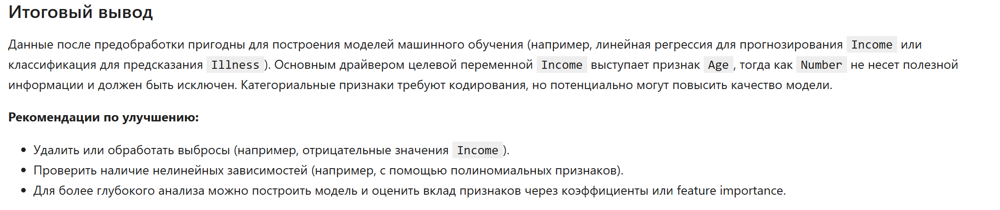 Итоговый вывод
Данные после предобработки пригодны для построения моделей машинного обучения (например, линейная регрессия для прогнозирования Income или
классификация для предсказания Illness). Основным драйвером целевой переменной Income выступает признак Age, тогда как Number не несет полезной
информации и должен быть исключен. Категориальные признаки требуют кодирования, но потенциально могут повысить качество модели.
Рекомендации по улучшению:
• Удалить или обработать выбросы (например, отрицательные значения Income).
• Проверить наличие нелинейных зависимостей (например, с помощью полиномиальных признаков).
• Для более глубокого анализа можно построить модель и оценить вклад признаков через коэффициенты или feature importance.